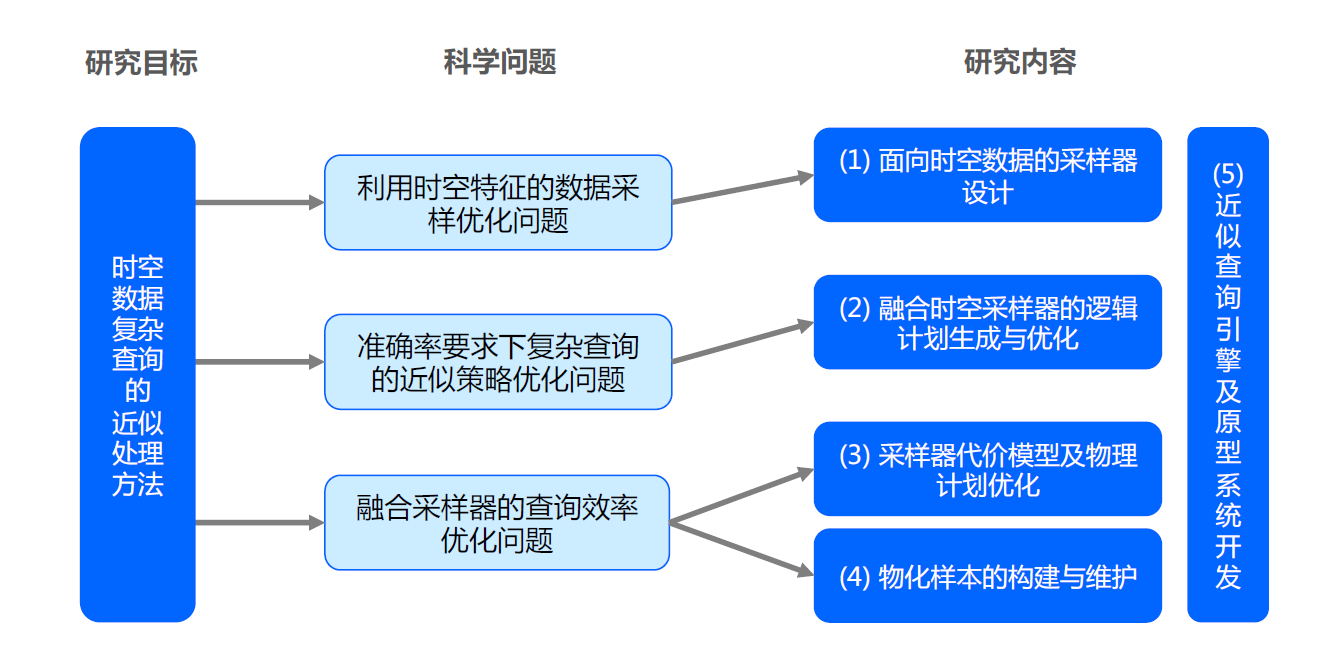 研究目标
科学问题
研究内容
时空
数据
复杂
查询
的
近似
处理
方法
利用时空特征的数据采
样优化问题
准确率要求下复杂查询
的近似策略优化问题
融合采样器的查询效率
优化问题
(1) 面向时空数据的采样器
设计
(2) 融合时空采样器的逻辑
计划生成与优化
(3) 采样器代价模型及物理
计划优化
(4) 物化样本的构建与维护
(5)
近
似
查
询
引
擎
及
原
型
系
统
开
发